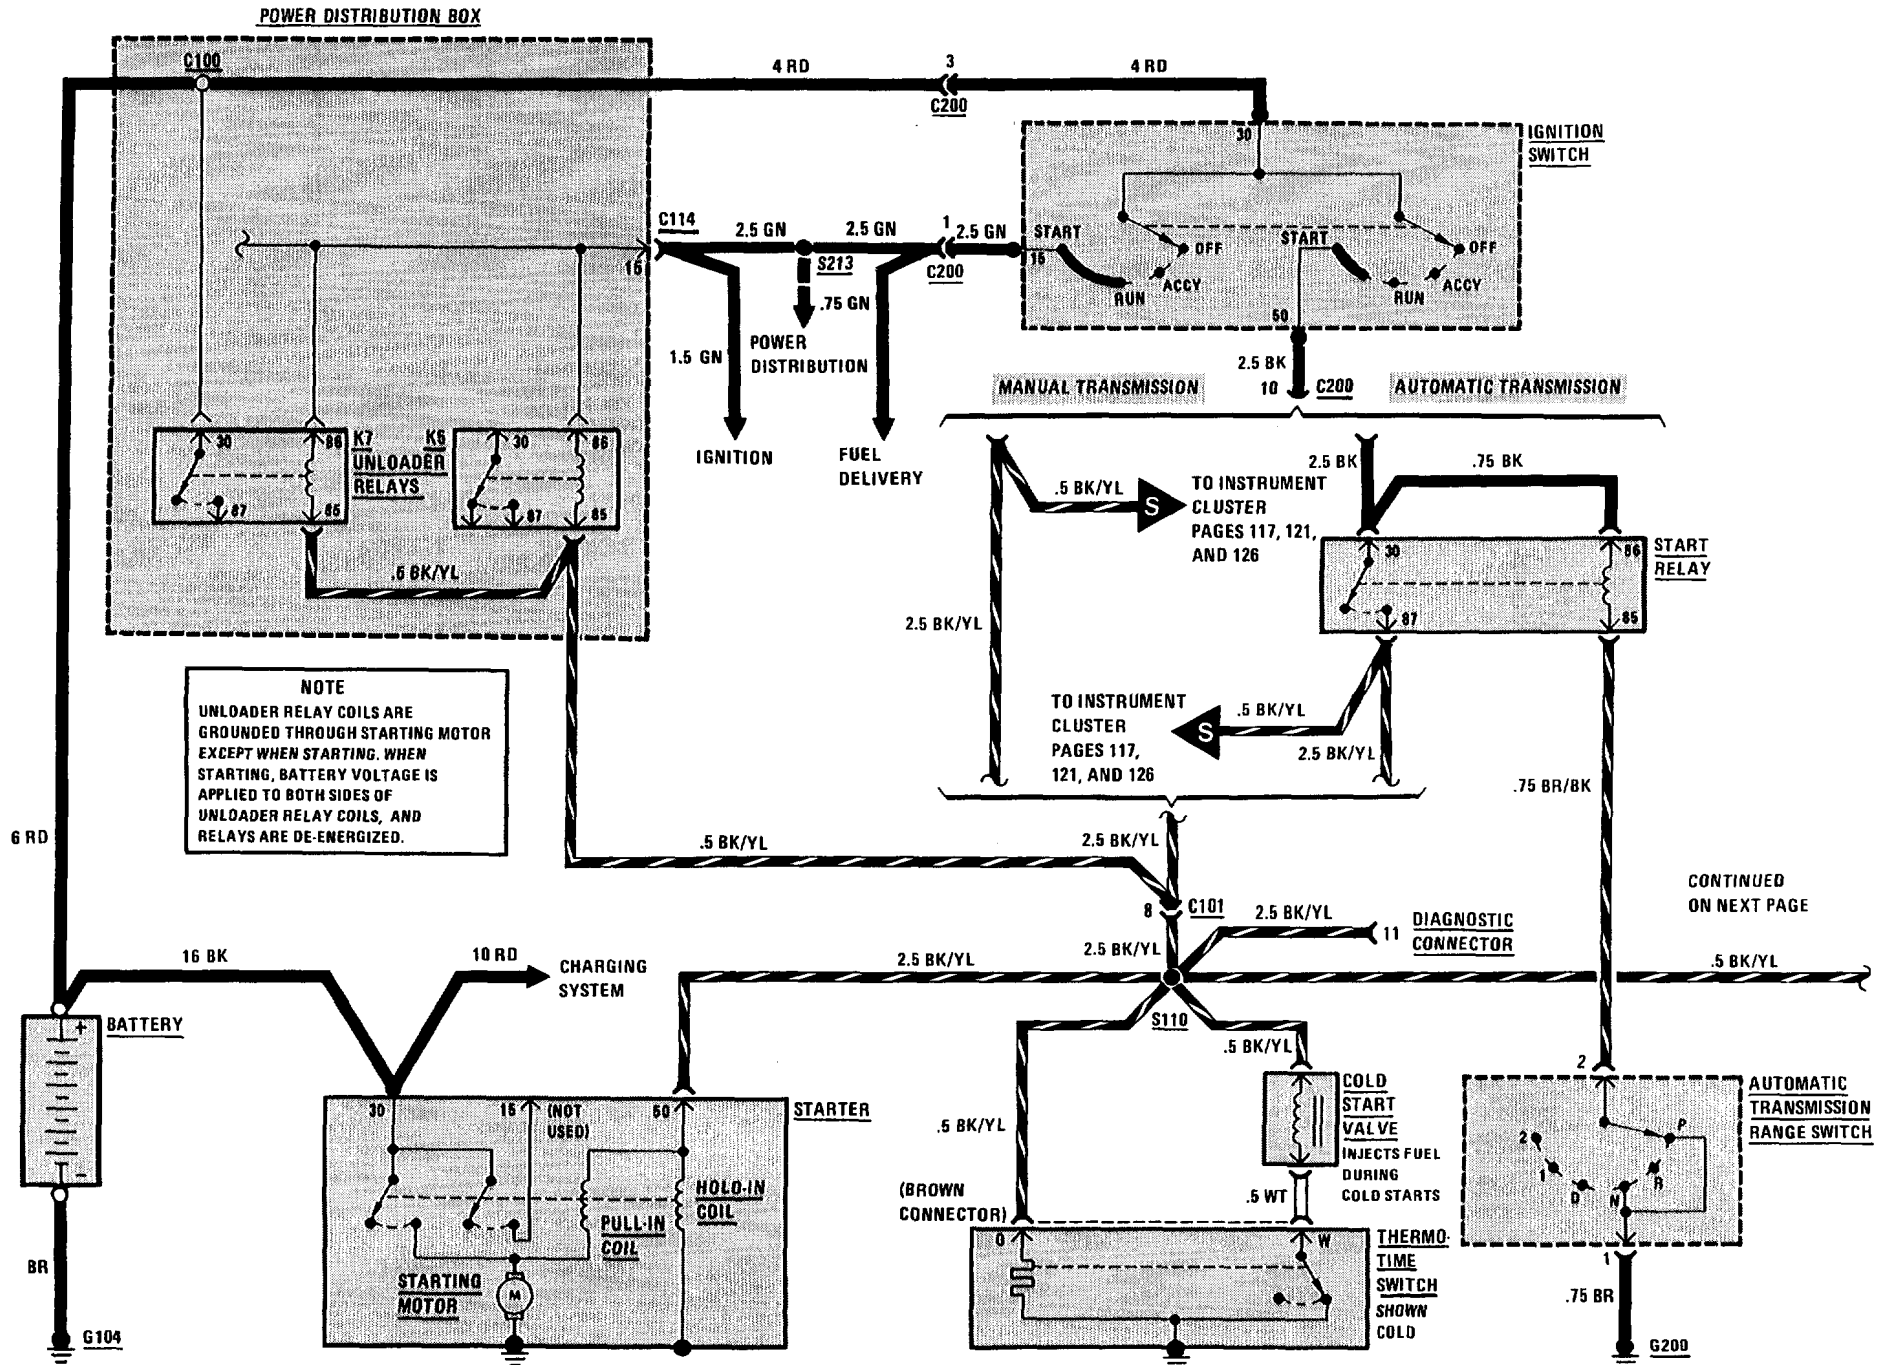 POWER DISTRIBUTION BOX
C100
4 RD
3
4 RD
C200
30
IGNITION
SWITCH
C114
2.5 GN
2.5 GN
1
2.5 GN
START
OFF
START
OFF
15
S213
C200
15
ACCY
ACCY
RUN
RUN
.75 GN
50
1.5 GN
POWER
DISTRIBUTION
2.5 BK
10
C200
MANUAL TRANSMISSION
AUTOMATIC TRANSMISSION
IGNITION
FUEL
DELIVERY
30
86
K7
K6
UNLOADER
RELAYS
30
86
87
85
87
85
.5 BK/YL
2.5 BK
.75 BK
.5 BK/YL
S
TO INSTRUMENT
CLUSTER
PAGES 117, 121,
AND 126
30
86
START
RELAY
87
85
2.5 BK/YL
NOTE
UNLOADER RELAY COILS ARE
GROUNDED THROUGH STARTING MOTOR
EXCEPT WHEN STARTING. WHEN
STARTING, BATTERY VOLTAGE IS
APPLIED TO BOTH SIDES OF
UNLOADER RELAY COILS, AND
RELAYS ARE DE-ENERGIZED.
TO INSTRUMENT
CLUSTER
PAGES 117,
121, AND 126
S
.5 BK/YL
2.5 BK/YL
.75 BR/BK
6 RD
.5 BK/YL
2.5 BK/YL
8
C101
CONTINUED
ON NEXT PAGE
2.5 BK/YL
11
DIAGNOSTIC
CONNECTOR
16 BK
10 RD
CHARGING
SYSTEM
2.5 BK/YL
2.5 BK/YL
.5 BK/YL
S110
+
BATTERY
-
.5 BK/YL
2
30
15
(NOT
USED)
50
STARTER
COLD
START
VALVE
INJECTS FUEL
DURING
COLD STARTS
AUTOMATIC
TRANSMISSION
RANGE SWITCH
.5 BK/YL
P
2
1
D
N
R
HOLD-IN
COIL
PULL-IN
COIL
(BROWN
CONNECTOR)
.5 WT
G
W
THERMO-
TIME
SWITCH
SHOWN
COLD
1
BR
STARTING
MOTOR
M
.75 BR
G104
G200